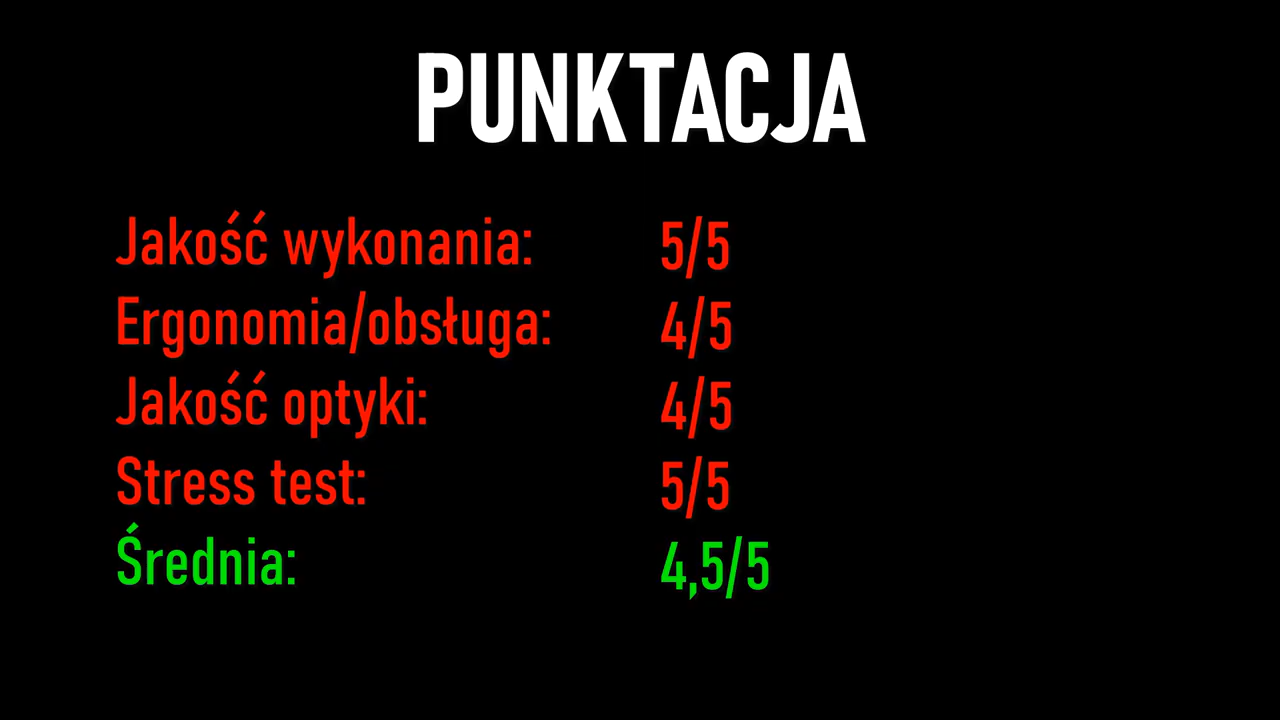 PUNKTACJA
Jakość wykonania: 5/5
Ergonomia/obsługa: 4/5
Jakość optyki: 4/5
Stress test: 5/5
Średnia: 4,5/5